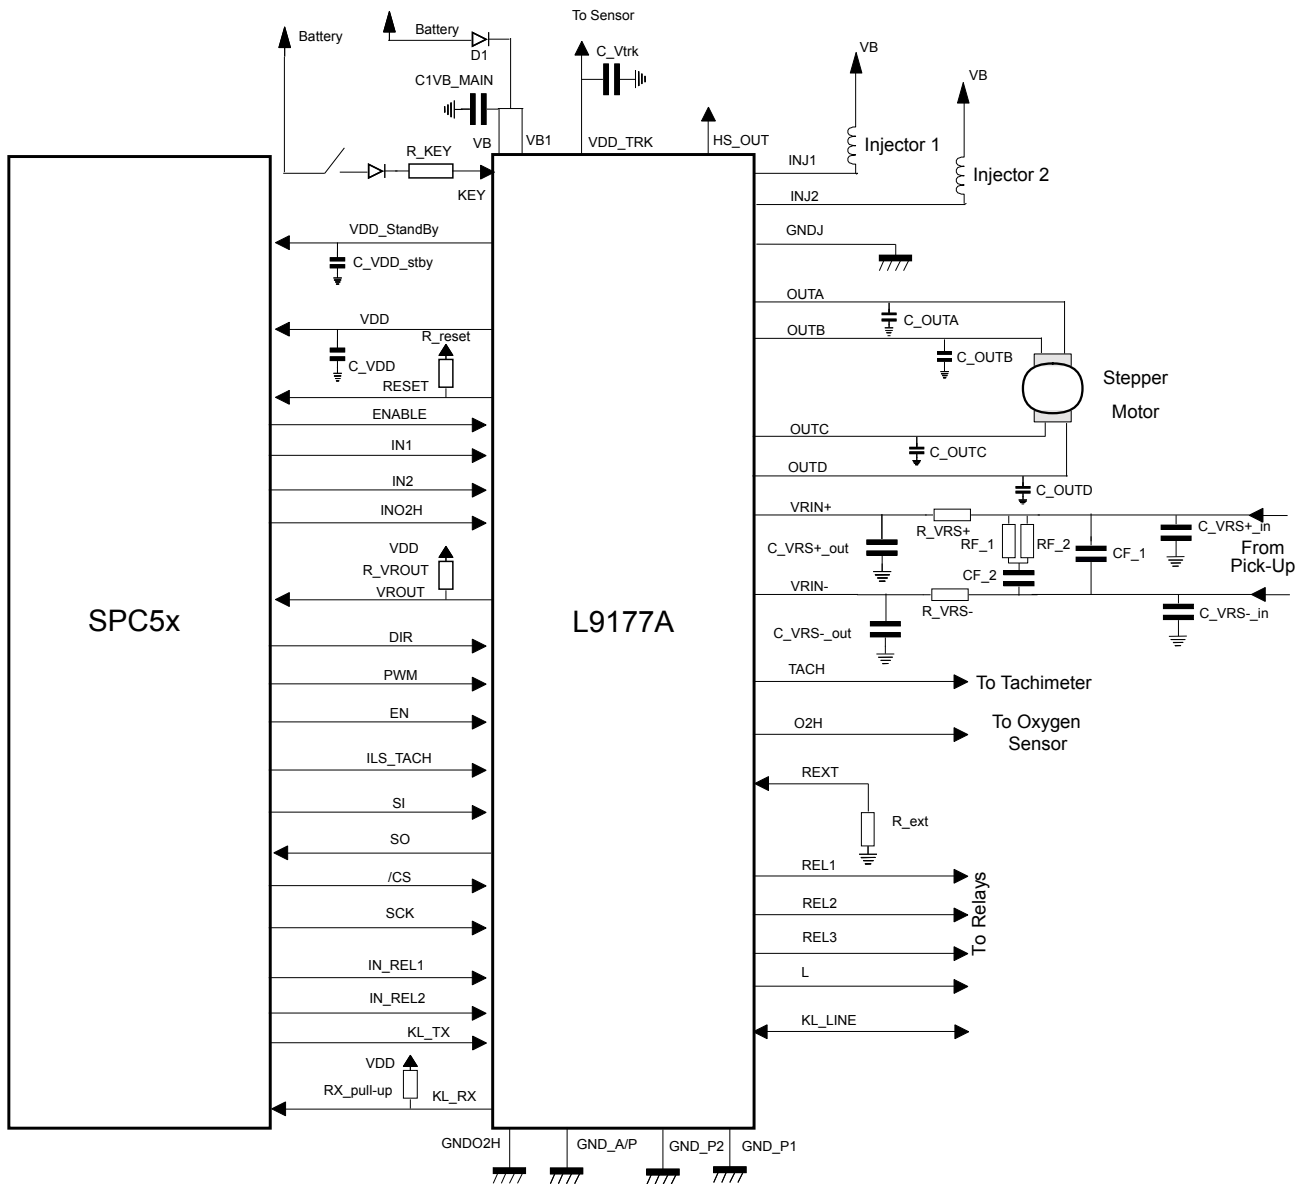 To Sensor
Battery
Battery
D1
C_Vtrk
C1VB_MAIN
VB
VB
VB
VB1
VDD_TRK
HS_OUT
R_KEY
KEY
INJ1
Injector 1
INJ2
Injector 2
VDD_StandBy
C_VDD_stby
GNDJ
VDD
R_reset
C_VDD
RESET
ENABLE
IN1
IN2
INO2H
VDD
R_VROUT
VROUT
SPC5x
L9177A
DIR
PWM
EN
ILS_TACH
SI
SO
/CS
SCK
IN_REL1
IN_REL2
KL_TX
VDD
RX_pull-up
KL_RX
OUTA
C_OUTA
OUTB
C_OUTB
Stepper
Motor
OUTC
C_OUTC
OUTD
C_OUTD
VRIN+
R_VRS+
C_VRS+_out
RF_1
RF_2
CF_1
CF_2
C_VRS+_in
From
Pick-Up
VRIN-
R_VRS-
C_VRS-_out
C_VRS-_in
TACH
To Tachimeter
O2H
To Oxygen
Sensor
REXT
R_ext
REL1
REL2
REL3
To Relays
L
KL_LINE
GNDO2H
GND_A/P
GND_P2
GND_P1